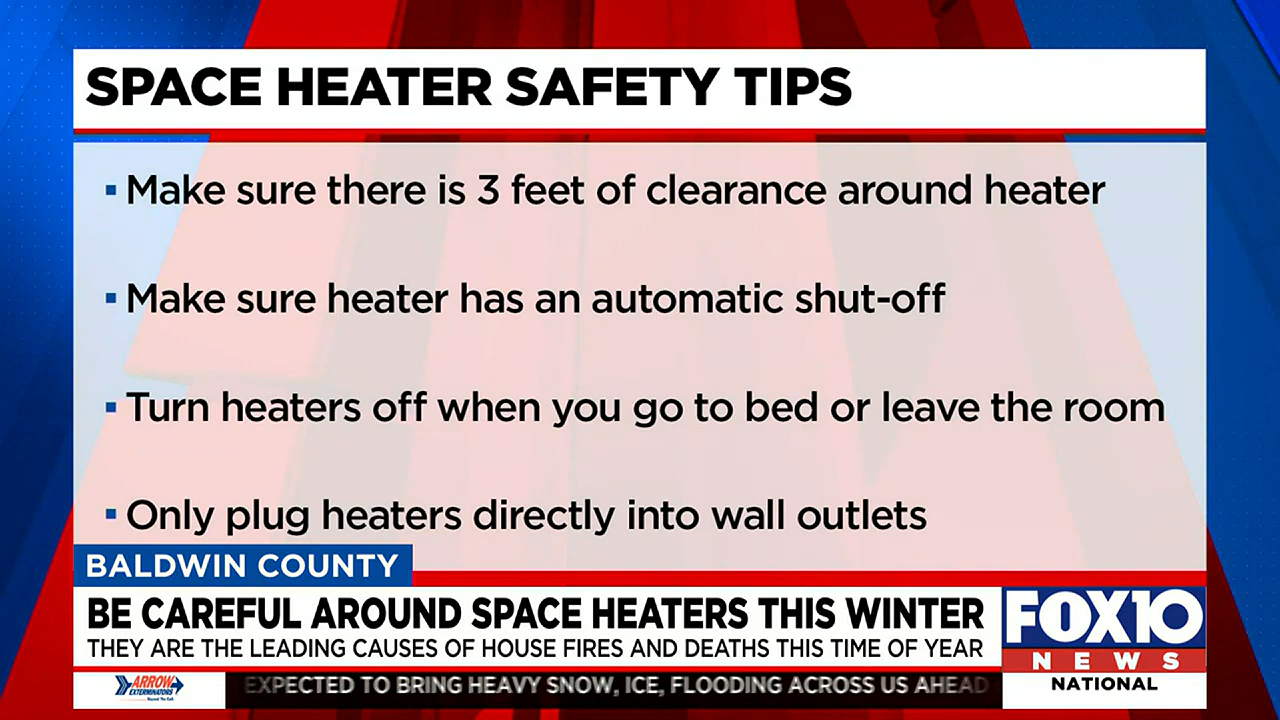 SPACE HEATER SAFETY TIPS
▪ Make sure there is 3 feet of clearance around heater
▪ Make sure heater has an automatic shut-off
▪ Turn heaters off when you go to bed or leave the room
▪ Only plug heaters directly into wall outlets
BALDWIN COUNTY
BE CAREFUL AROUND SPACE HEATERS THIS WINTER
THEY ARE THE LEADING CAUSES OF HOUSE FIRES AND DEATHS THIS TIME OF YEAR
FOX10
NEWS
NATIONAL
ARROW
EXTERMINATORS
Beyond The Call
EXPECTED TO BRING HEAVY SNOW, ICE, FLOODING ACROSS US AHEAD